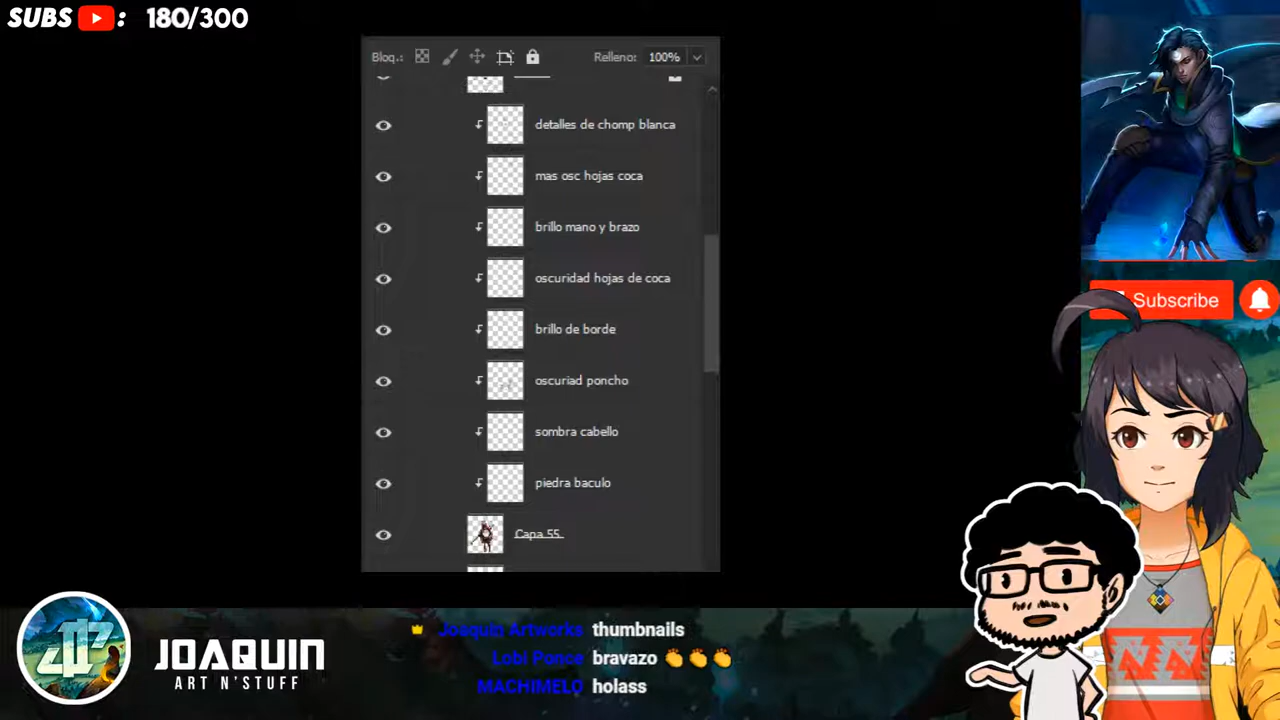 SUBS : 180/300
Bloq.: Relleno: 100%
detalles de chomp blanca
mas osc hojas coca
brillo mano y brazo
oscuridad hojas de coca
brillo de borde
oscuriad poncho
sombra cabello
piedra baculo
Capa 55
Subscribe
JOAQUIN
ART N'STUFF
Joaquin Artworks thumbnails
Lobi Ponce bravazo 👏👏👏
MACHIMELO holass